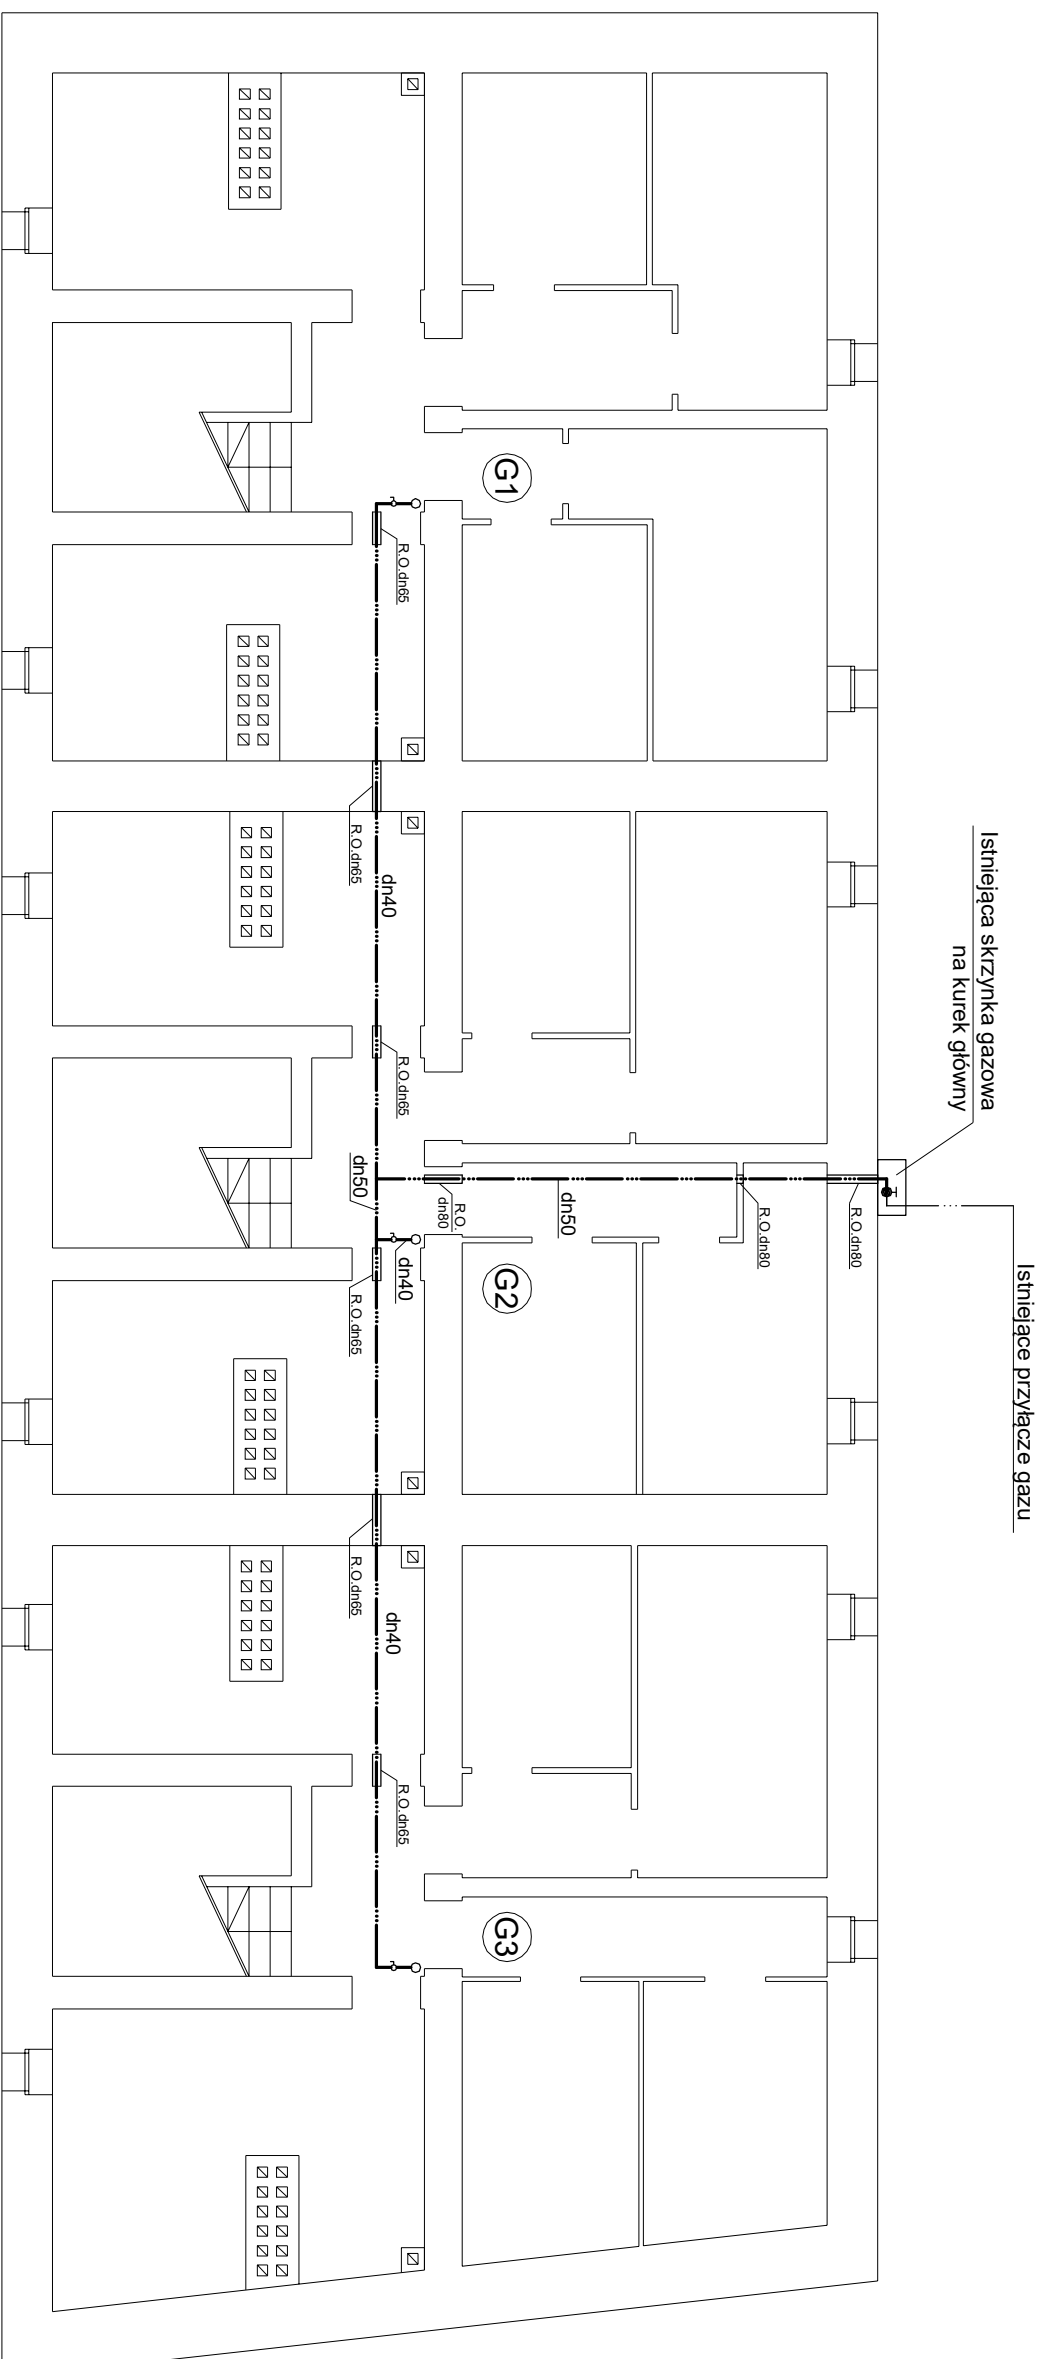 Istniejące przyłącze gazu
Istniejąca skrzynka gazowa
na kurek główny
G1
R.O.dn65
R.O.dn65
dn40
R.O.dn65
dn50
R.O.
dn80
dn50
R.O.dn80
R.O.dn80
dn40
G2
R.O.dn65
R.O.dn65
dn40
R.O.dn65
G3